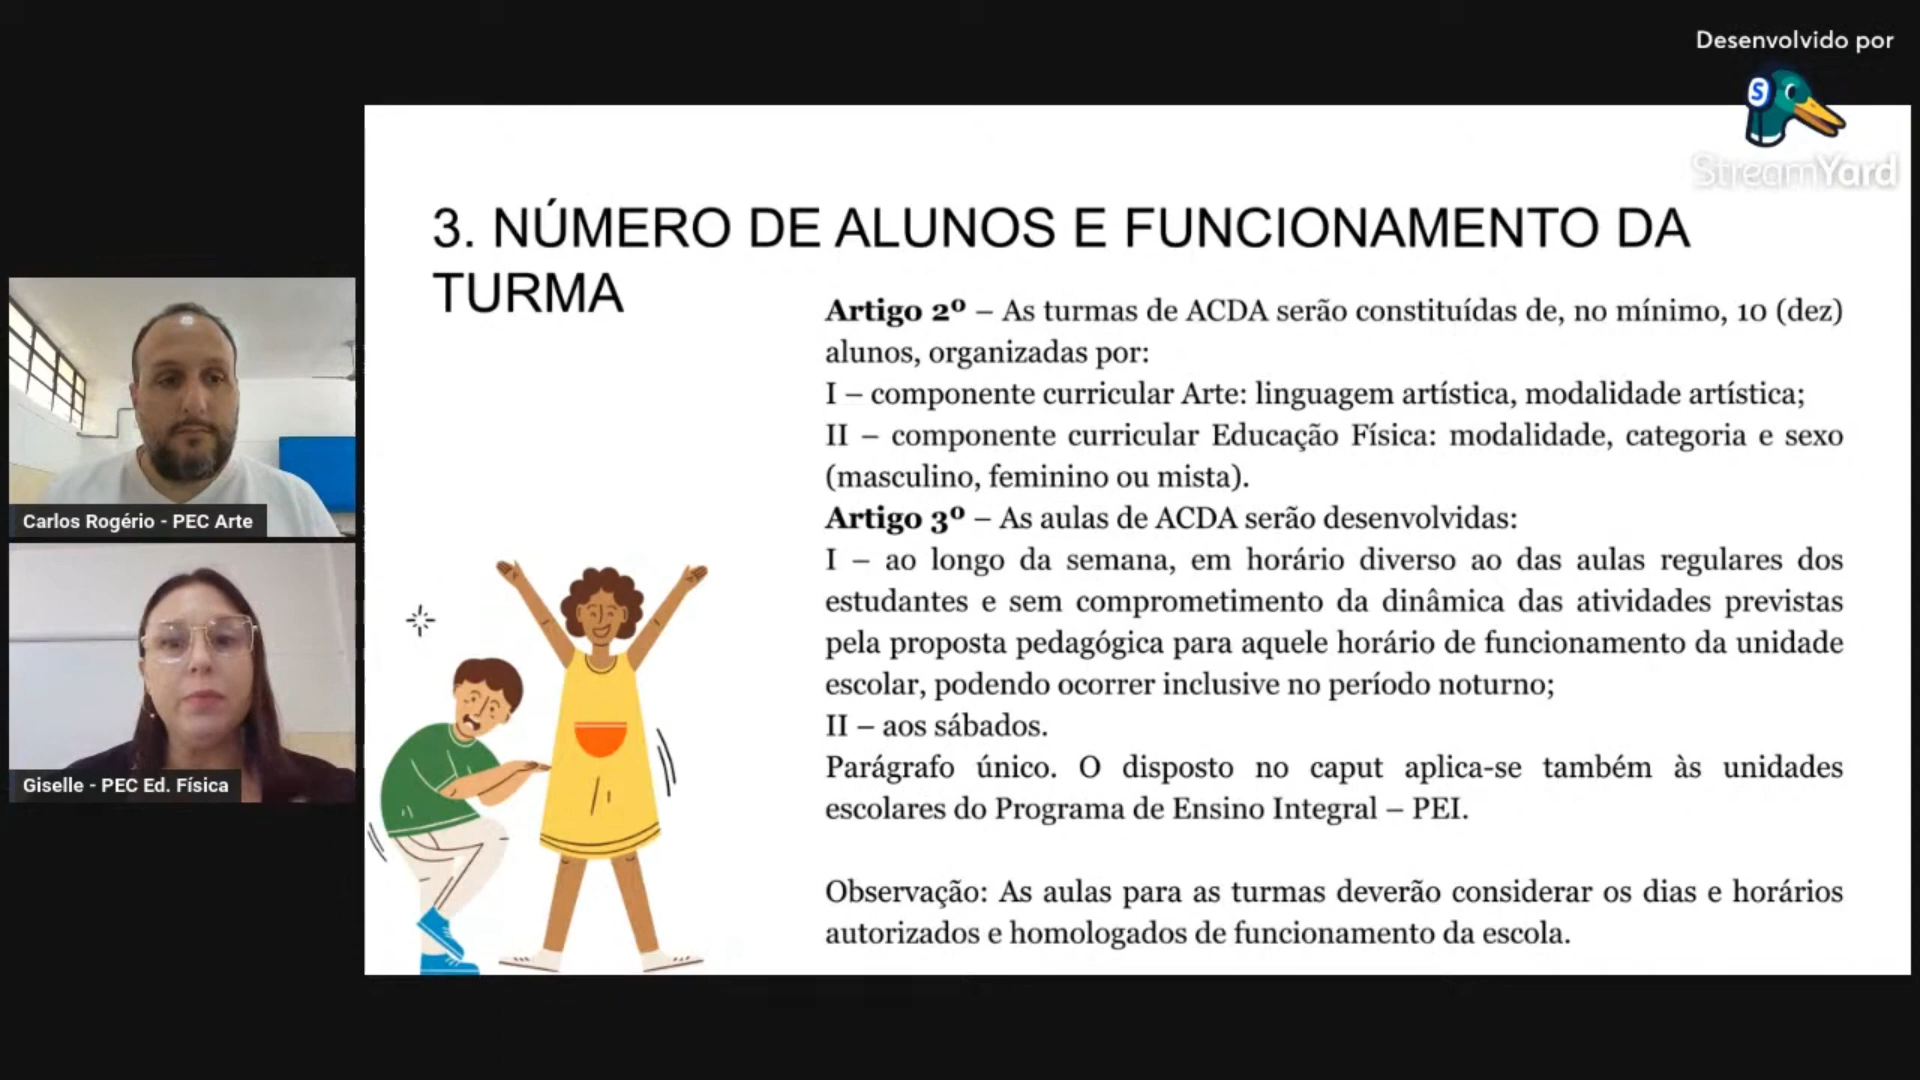 Desenvolvido por
S
StreamYard
3. NÚMERO DE ALUNOS E FUNCIONAMENTO DA
TURMA
Artigo 2º – As turmas de ACDA serão constituídas de, no mínimo, 10 (dez)
alunos, organizadas por:
I – componente curricular Arte: linguagem artística, modalidade artística;
II – componente curricular Educação Física: modalidade, categoria e sexo
(masculino, feminino ou mista).
Artigo 3º – As aulas de ACDA serão desenvolvidas:
I – ao longo da semana, em horário diverso ao das aulas regulares dos
estudantes e sem comprometimento da dinâmica das atividades previstas
pela proposta pedagógica para aquele horário de funcionamento da unidade
escolar, podendo ocorrer inclusive no período noturno;
II – aos sábados.
Parágrafo único. O disposto no caput aplica-se também às unidades
escolares do Programa de Ensino Integral – PEI.
Observação: As aulas para as turmas deverão considerar os dias e horários
autorizados e homologados de funcionamento da escola.
Carlos Rogério - PEC Arte
Giselle - PEC Ed. Física